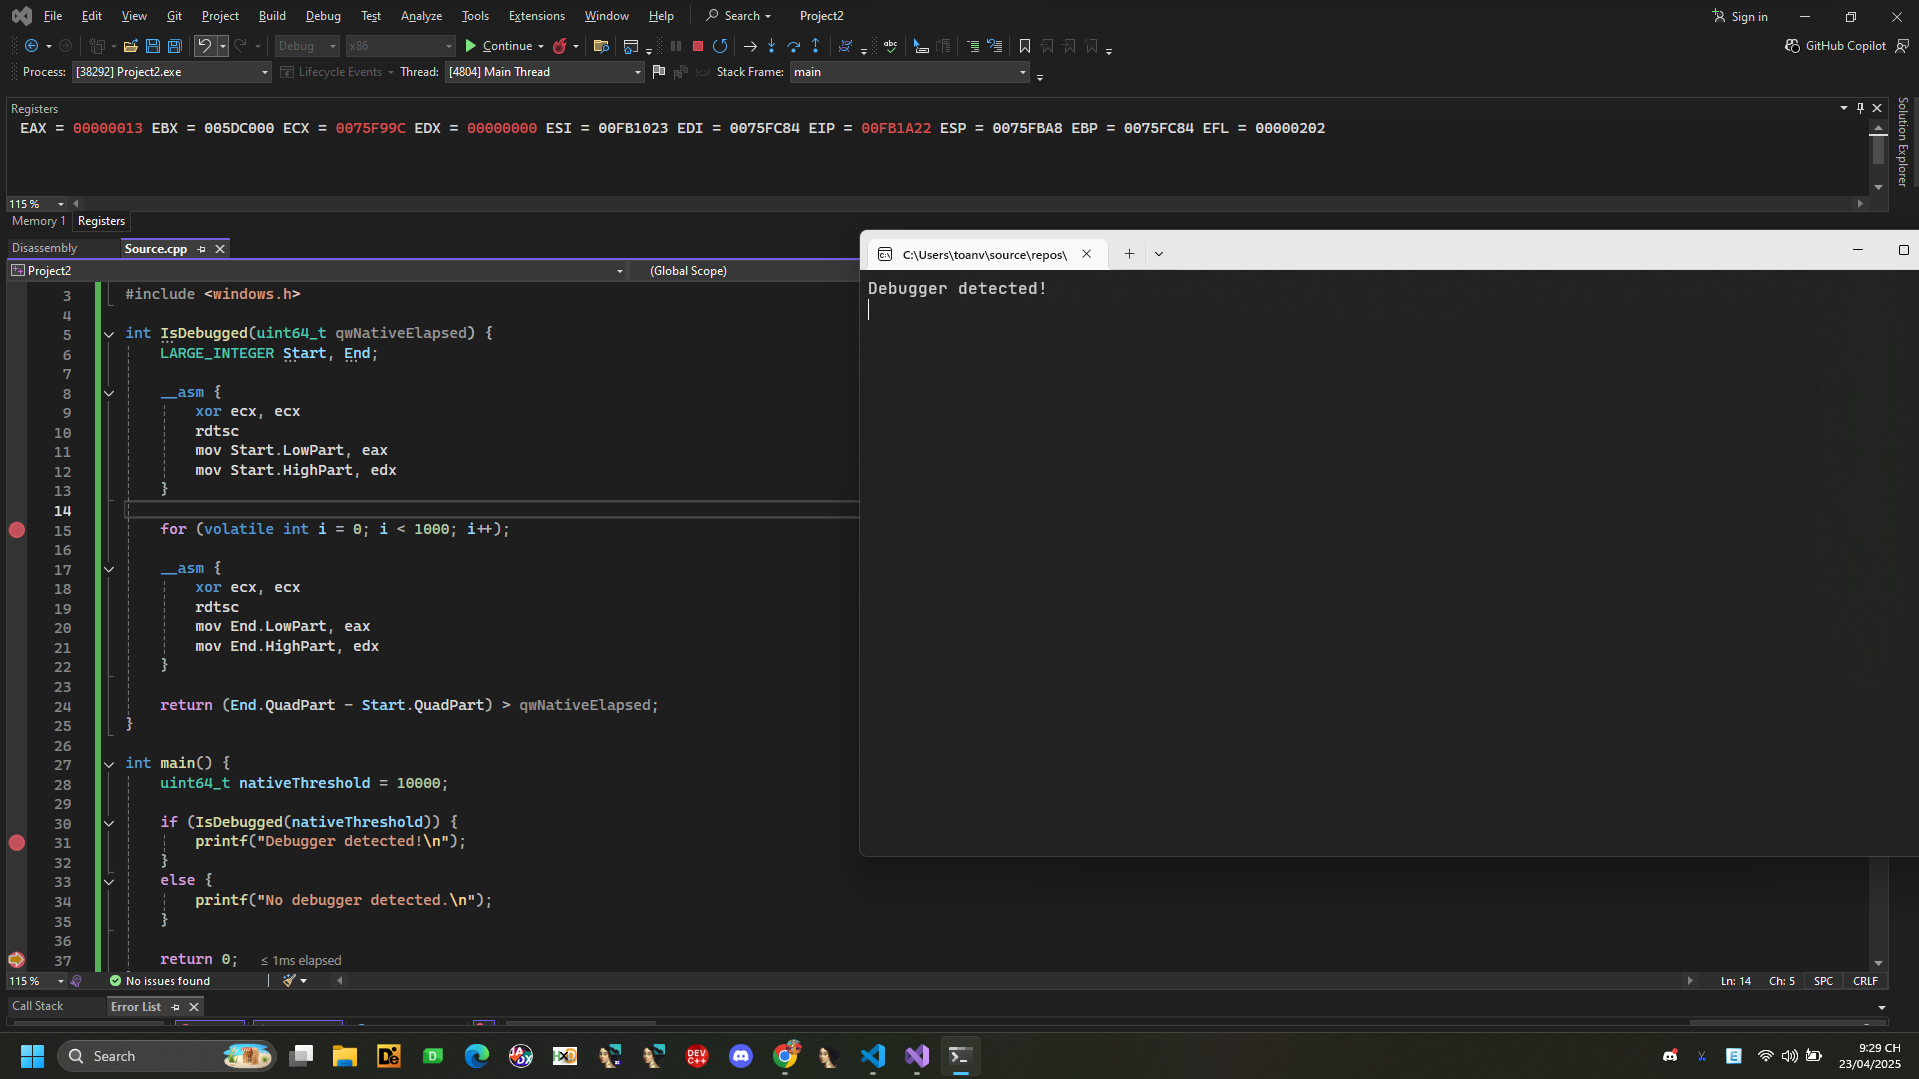 File Edit View Git Project Build Debug Test Analyze Tools Extensions Window Help Search Project2 Sign in
Debug x86 Continue GitHub Copilot
Process: [38292] Project2.exe Lifecycle Events Thread: [4804] Main Thread Stack Frame: main
Registers
EAX = 00000013 EBX = 005DC000 ECX = 0075F99C EDX = 00000000 ESI = 00FB1023 EDI = 0075FC84 EIP = 00FB1A22 ESP = 0075FBA8 EBP = 0075FC84 EFL = 00000202
Solution Explorer
115 %
Memory 1 Registers
Disassembly Source.cpp
Project2 (Global Scope)
3 #include <windows.h>
4
5 int IsDebugged(uint64_t qwNativeElapsed) {
6 LARGE_INTEGER Start, End;
7
8 __asm {
9 xor ecx, ecx
10 rdtsc
11 mov Start.LowPart, eax
12 mov Start.HighPart, edx
13 }
14
15 for (volatile int i = 0; i < 1000; i++);
16
17 __asm {
18 xor ecx, ecx
19 rdtsc
20 mov End.LowPart, eax
21 mov End.HighPart, edx
22 }
23
24 return (End.QuadPart - Start.QuadPart) > qwNativeElapsed;
25 }
26
27 int main() {
28 uint64_t nativeThreshold = 10000;
29
30 if (IsDebugged(nativeThreshold)) {
31 printf("Debugger detected!\n");
32 }
33 else {
34 printf("No debugger detected.\n");
35 }
36
37 return 0; ≤ 1ms elapsed
C:\Users\toanv\source\repos\
Debugger detected!
115 % No issues found Ln: 14 Ch: 5 SPC CRLF
Call Stack Error List
Search
9:29 CH
23/04/2025